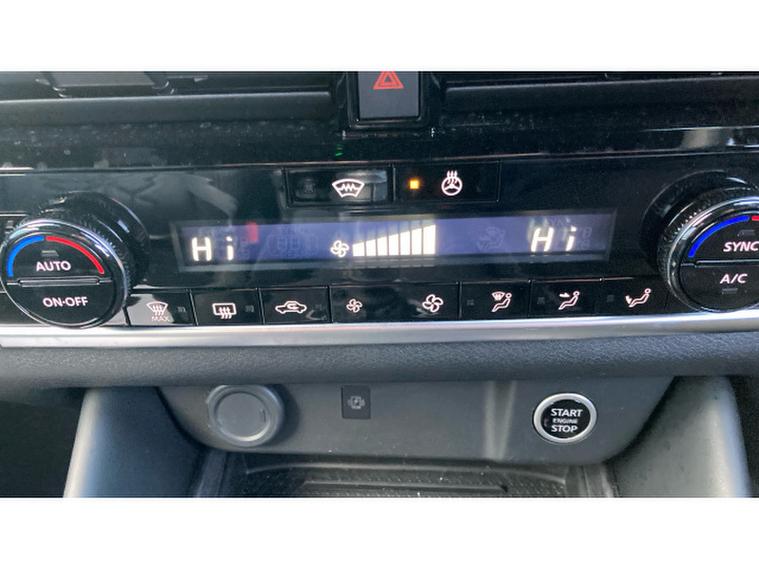 Hi Hi
AUTO
ON·OFF
SYNC
A/C
MAX
START
ENGINE
STOP